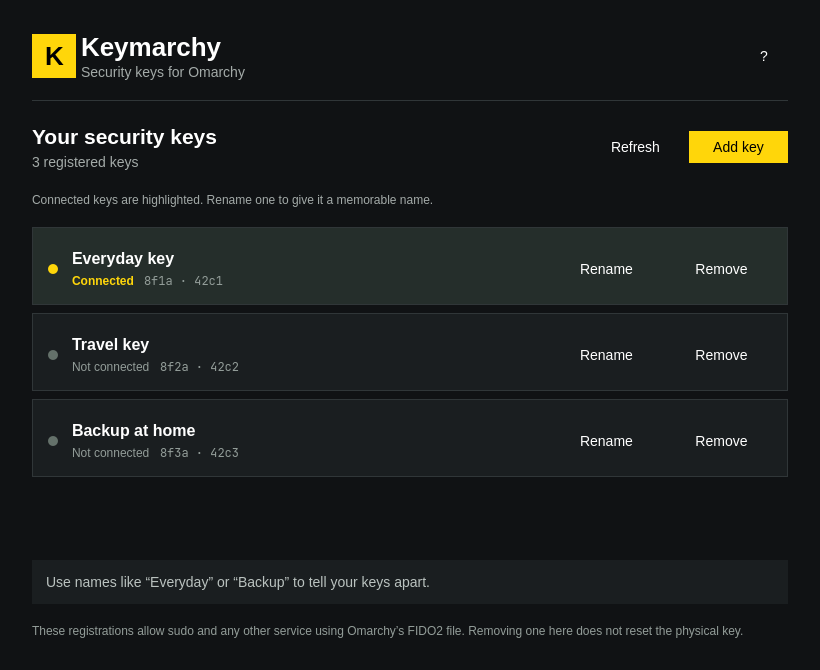 K
Keymarchy
Security keys for Omarchy
?
Your security keys
3 registered keys
Refresh
Add key
Connected keys are highlighted. Rename one to give it a memorable name.
Everyday key
Connected 8f1a · 42c1
Rename
Remove
Travel key
Not connected 8f2a · 42c2
Rename
Remove
Backup at home
Not connected 8f3a · 42c3
Rename
Remove
Use names like “Everyday” or “Backup” to tell your keys apart.
These registrations allow sudo and any other service using Omarchy’s FIDO2 file. Removing one here does not reset the physical key.